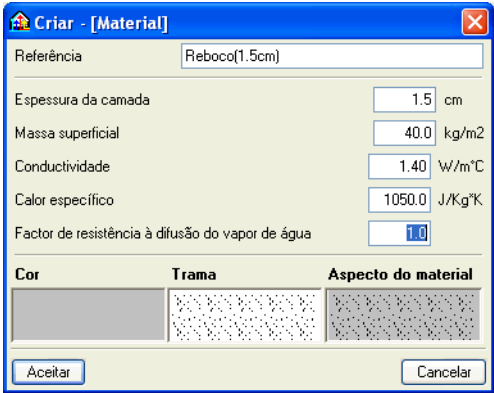 Criar - [Material]
Referência Reboco(1.5cm)
Espessura da camada 1.5 cm
Massa superficial 40.0 kg/m2
Conductividade 1.40 W/m°C
Calor específico 1050.0 J/Kg°K
Factor de resistência à difusão do vapor de água 1.0
Cor Trama Aspecto do material
Aceitar Cancelar